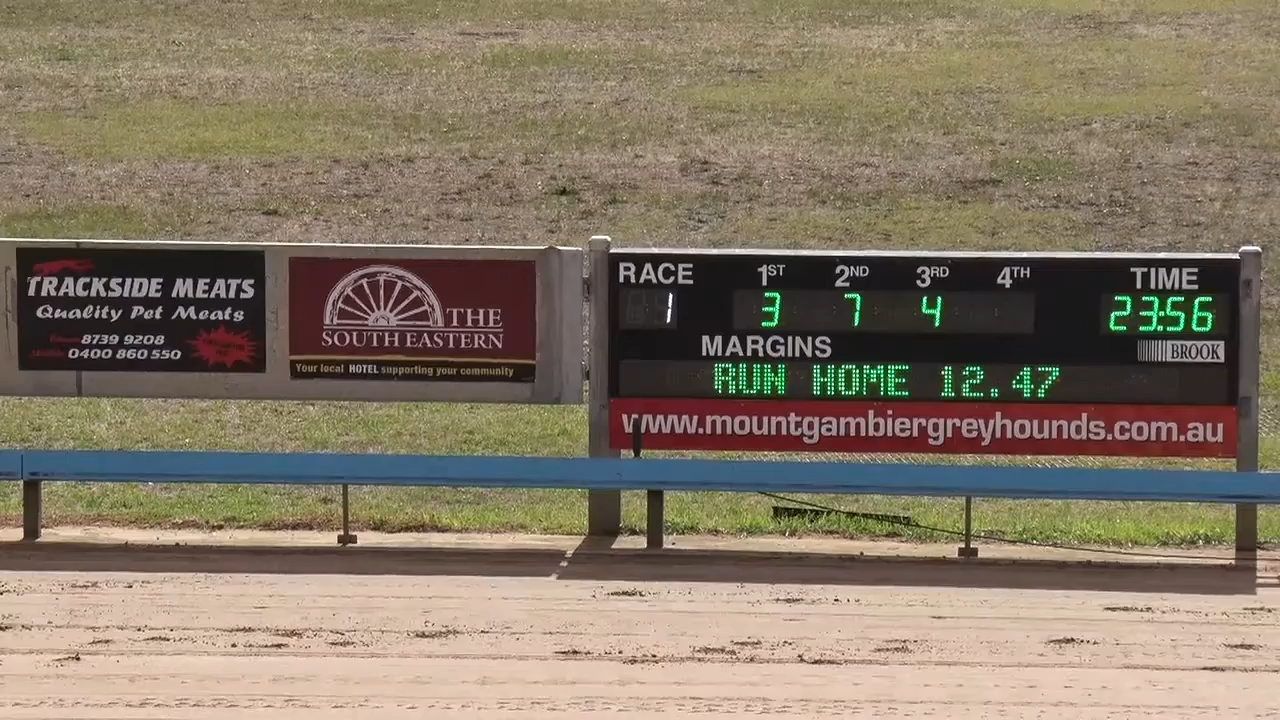 TRACKSIDE MEATS
Quality Pet Meats
8739 9208
0400 860 550
THE
SOUTH EASTERN
Your local HOTEL supporting your community
RACE 1ST 2ND 3RD 4TH TIME
1 3 7 4 23:56
MARGINS BROOK
RUN HOME 12.47
www.mountgambiergreyhounds.com.au